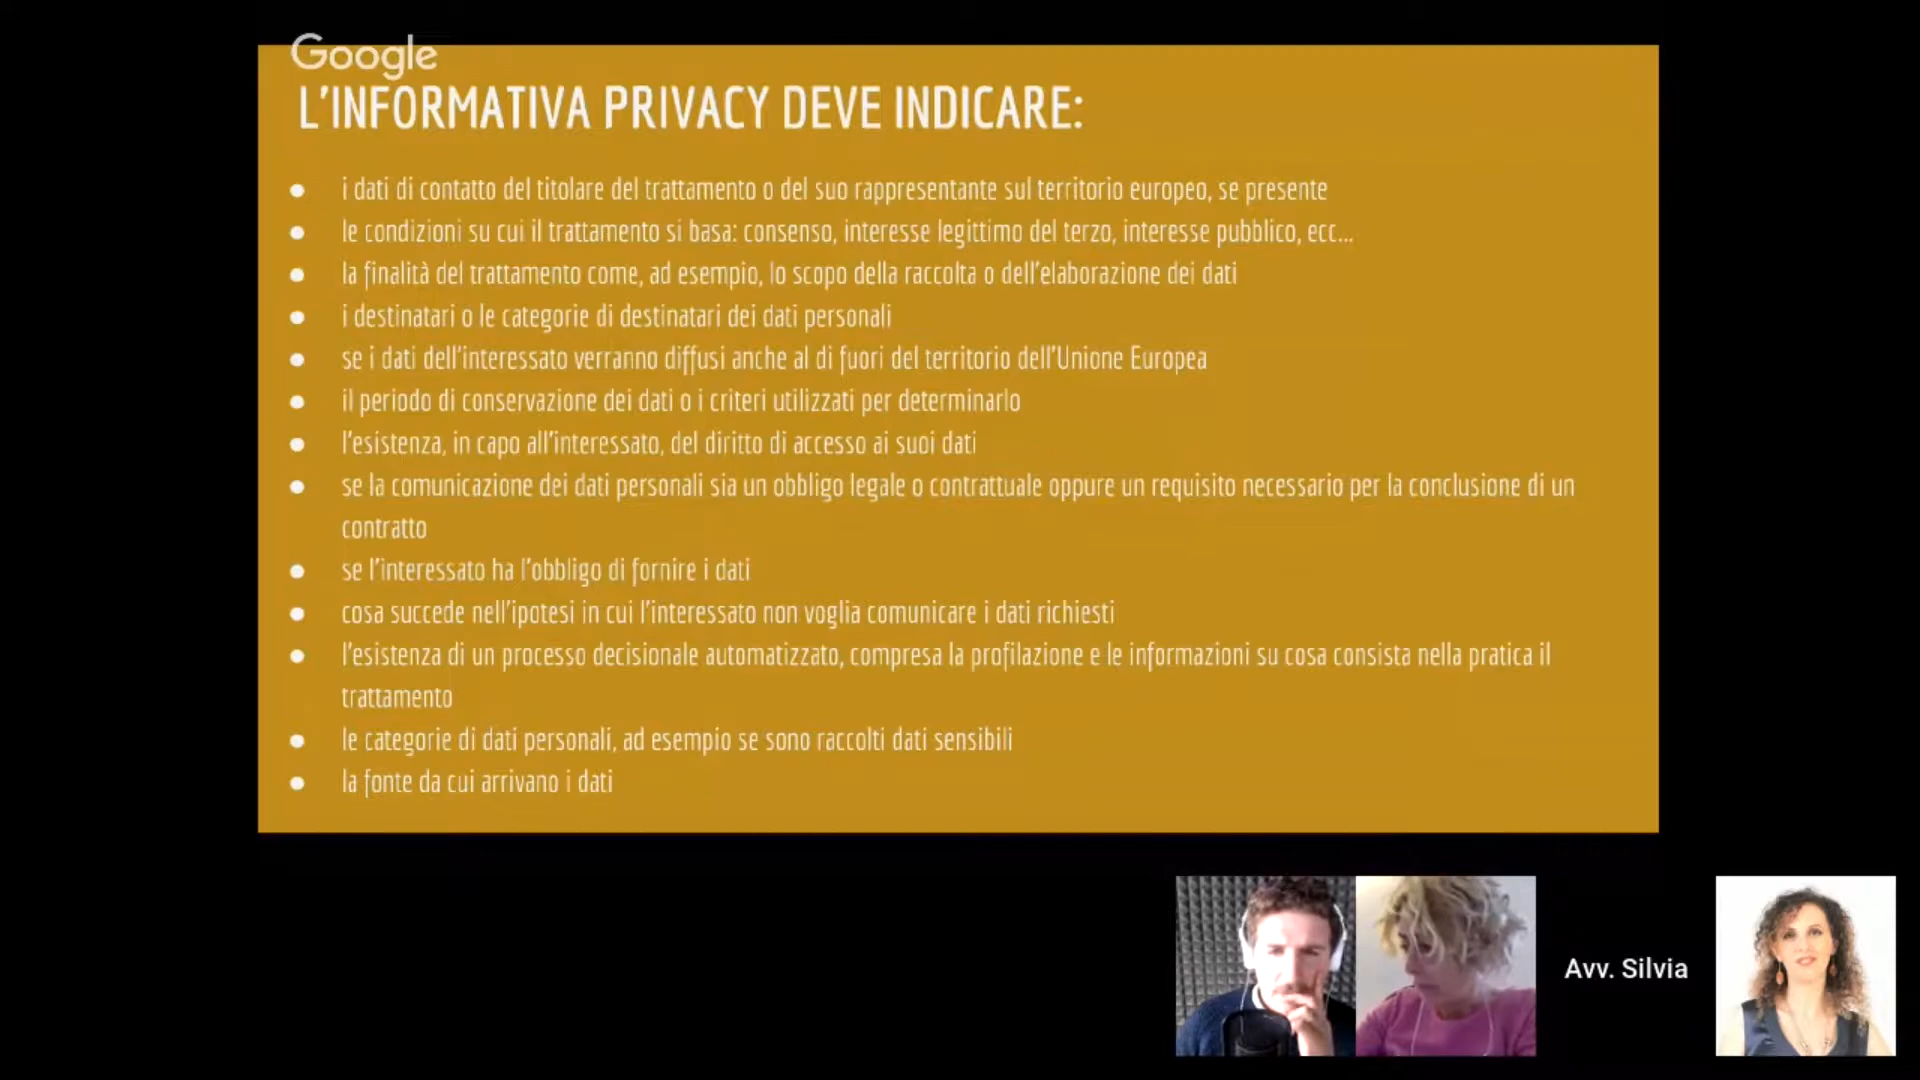 Google
L'INFORMATIVA PRIVACY DEVE INDICARE:
● i dati di contatto del titolare del trattamento o del suo rappresentante sul territorio europeo, se presente
● le condizioni su cui il trattamento si basa: consenso, interesse legittimo del terzo, interesse pubblico, ecc...
● la finalità del trattamento come, ad esempio, lo scopo della raccolta o dell'elaborazione dei dati
● i destinatari o le categorie di destinatari dei dati personali
● se i dati dell'interessato verranno diffusi anche al di fuori del territorio dell'Unione Europea
● il periodo di conservazione dei dati o i criteri utilizzati per determinarlo
● l'esistenza, in capo all'interessato, del diritto di accesso ai suoi dati
● se la comunicazione dei dati personali sia un obbligo legale o contrattuale oppure un requisito necessario per la conclusione di un
contratto
● se l'interessato ha l'obbligo di fornire i dati
● cosa succede nell'ipotesi in cui l'interessato non voglia comunicare i dati richiesti
● l'esistenza di un processo decisionale automatizzato, compresa la profilazione e le informazioni su cosa consista nella pratica il
trattamento
● le categorie di dati personali, ad esempio se sono raccolti dati sensibili
● la fonte da cui arrivano i dati
Avv. Silvia